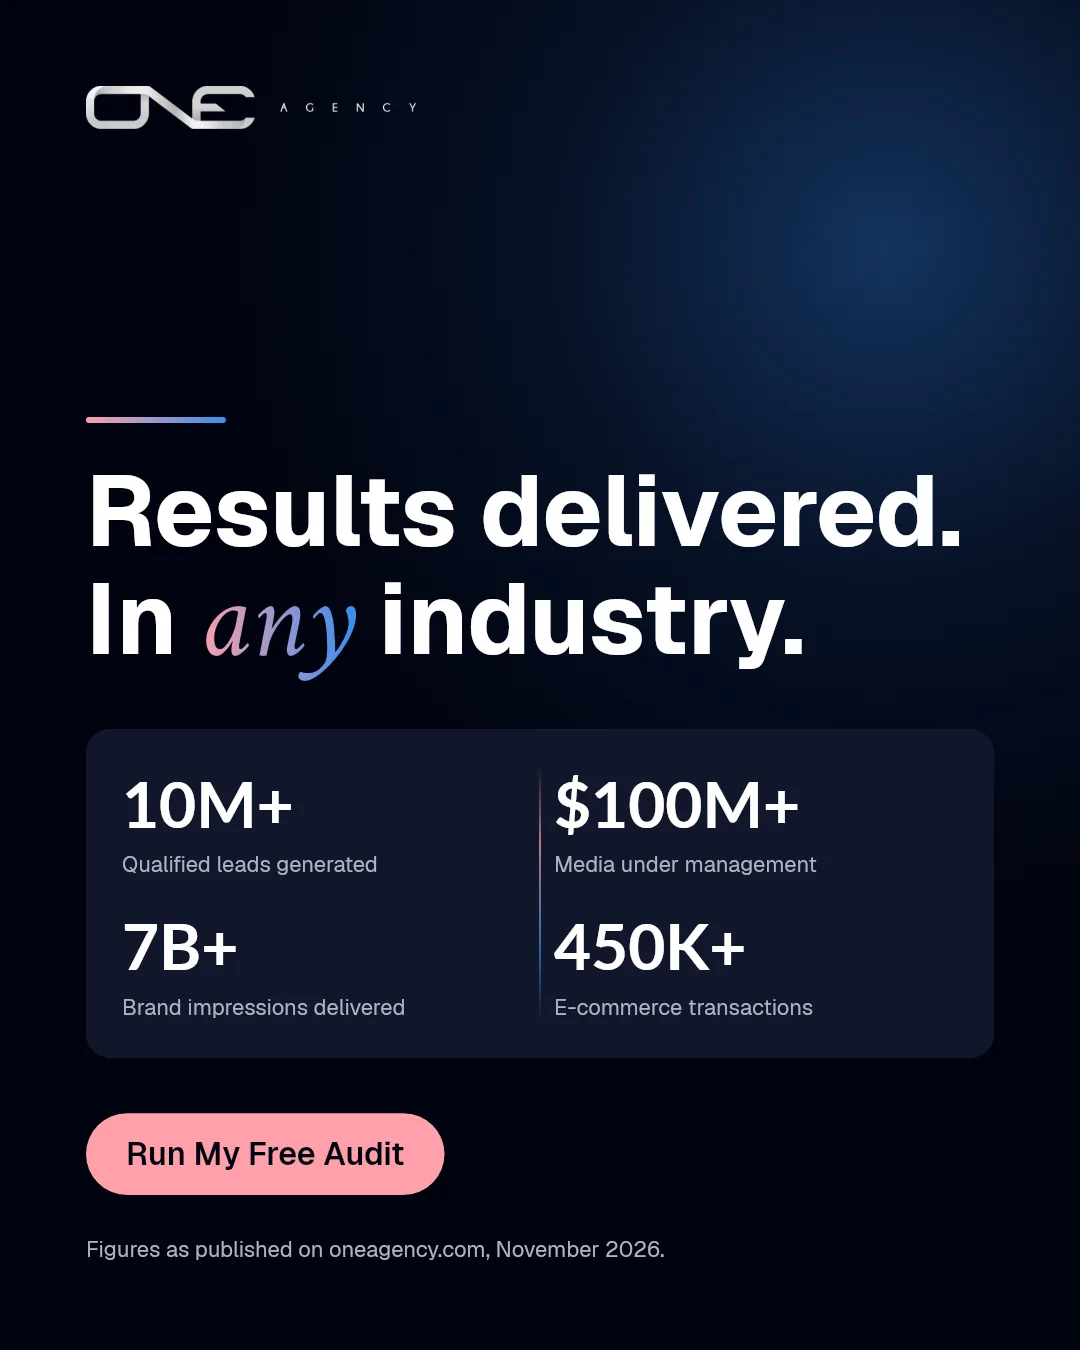 ONE AGENCY
Results delivered.
In any industry.
10M+
Qualified leads generated
$100M+
Media under management
7B+
Brand impressions delivered
450K+
E-commerce transactions
Run My Free Audit
Figures as published on oneagency.com, November 2026.